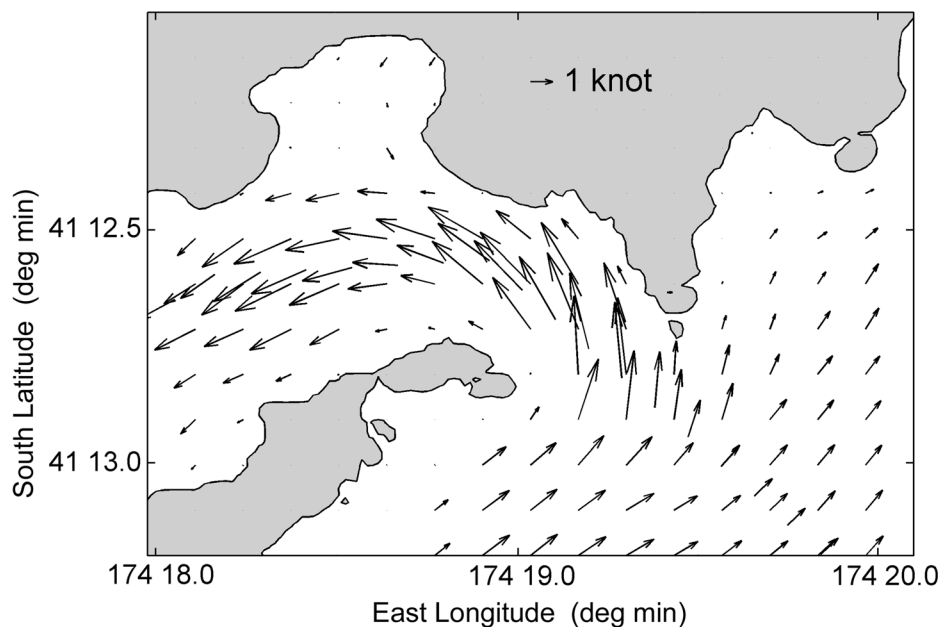 1 knot
South Latitude (deg min)
41 12.5
41 13.0
174 18.0
174 19.0
174 20.0
East Longitude (deg min)